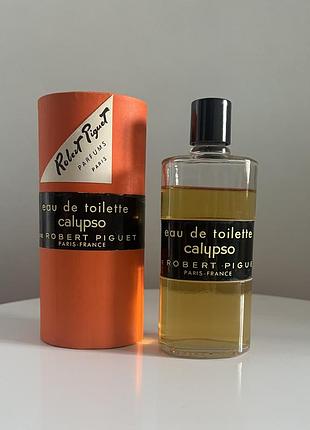 Robert Piguet
PARFUMS
PARIS
eau de toilette
calypso
ROBERT PIGUET
PARIS-FRANCE
eau de toilette
calypso
ROBERT PIGUET
PARIS-FRANCE